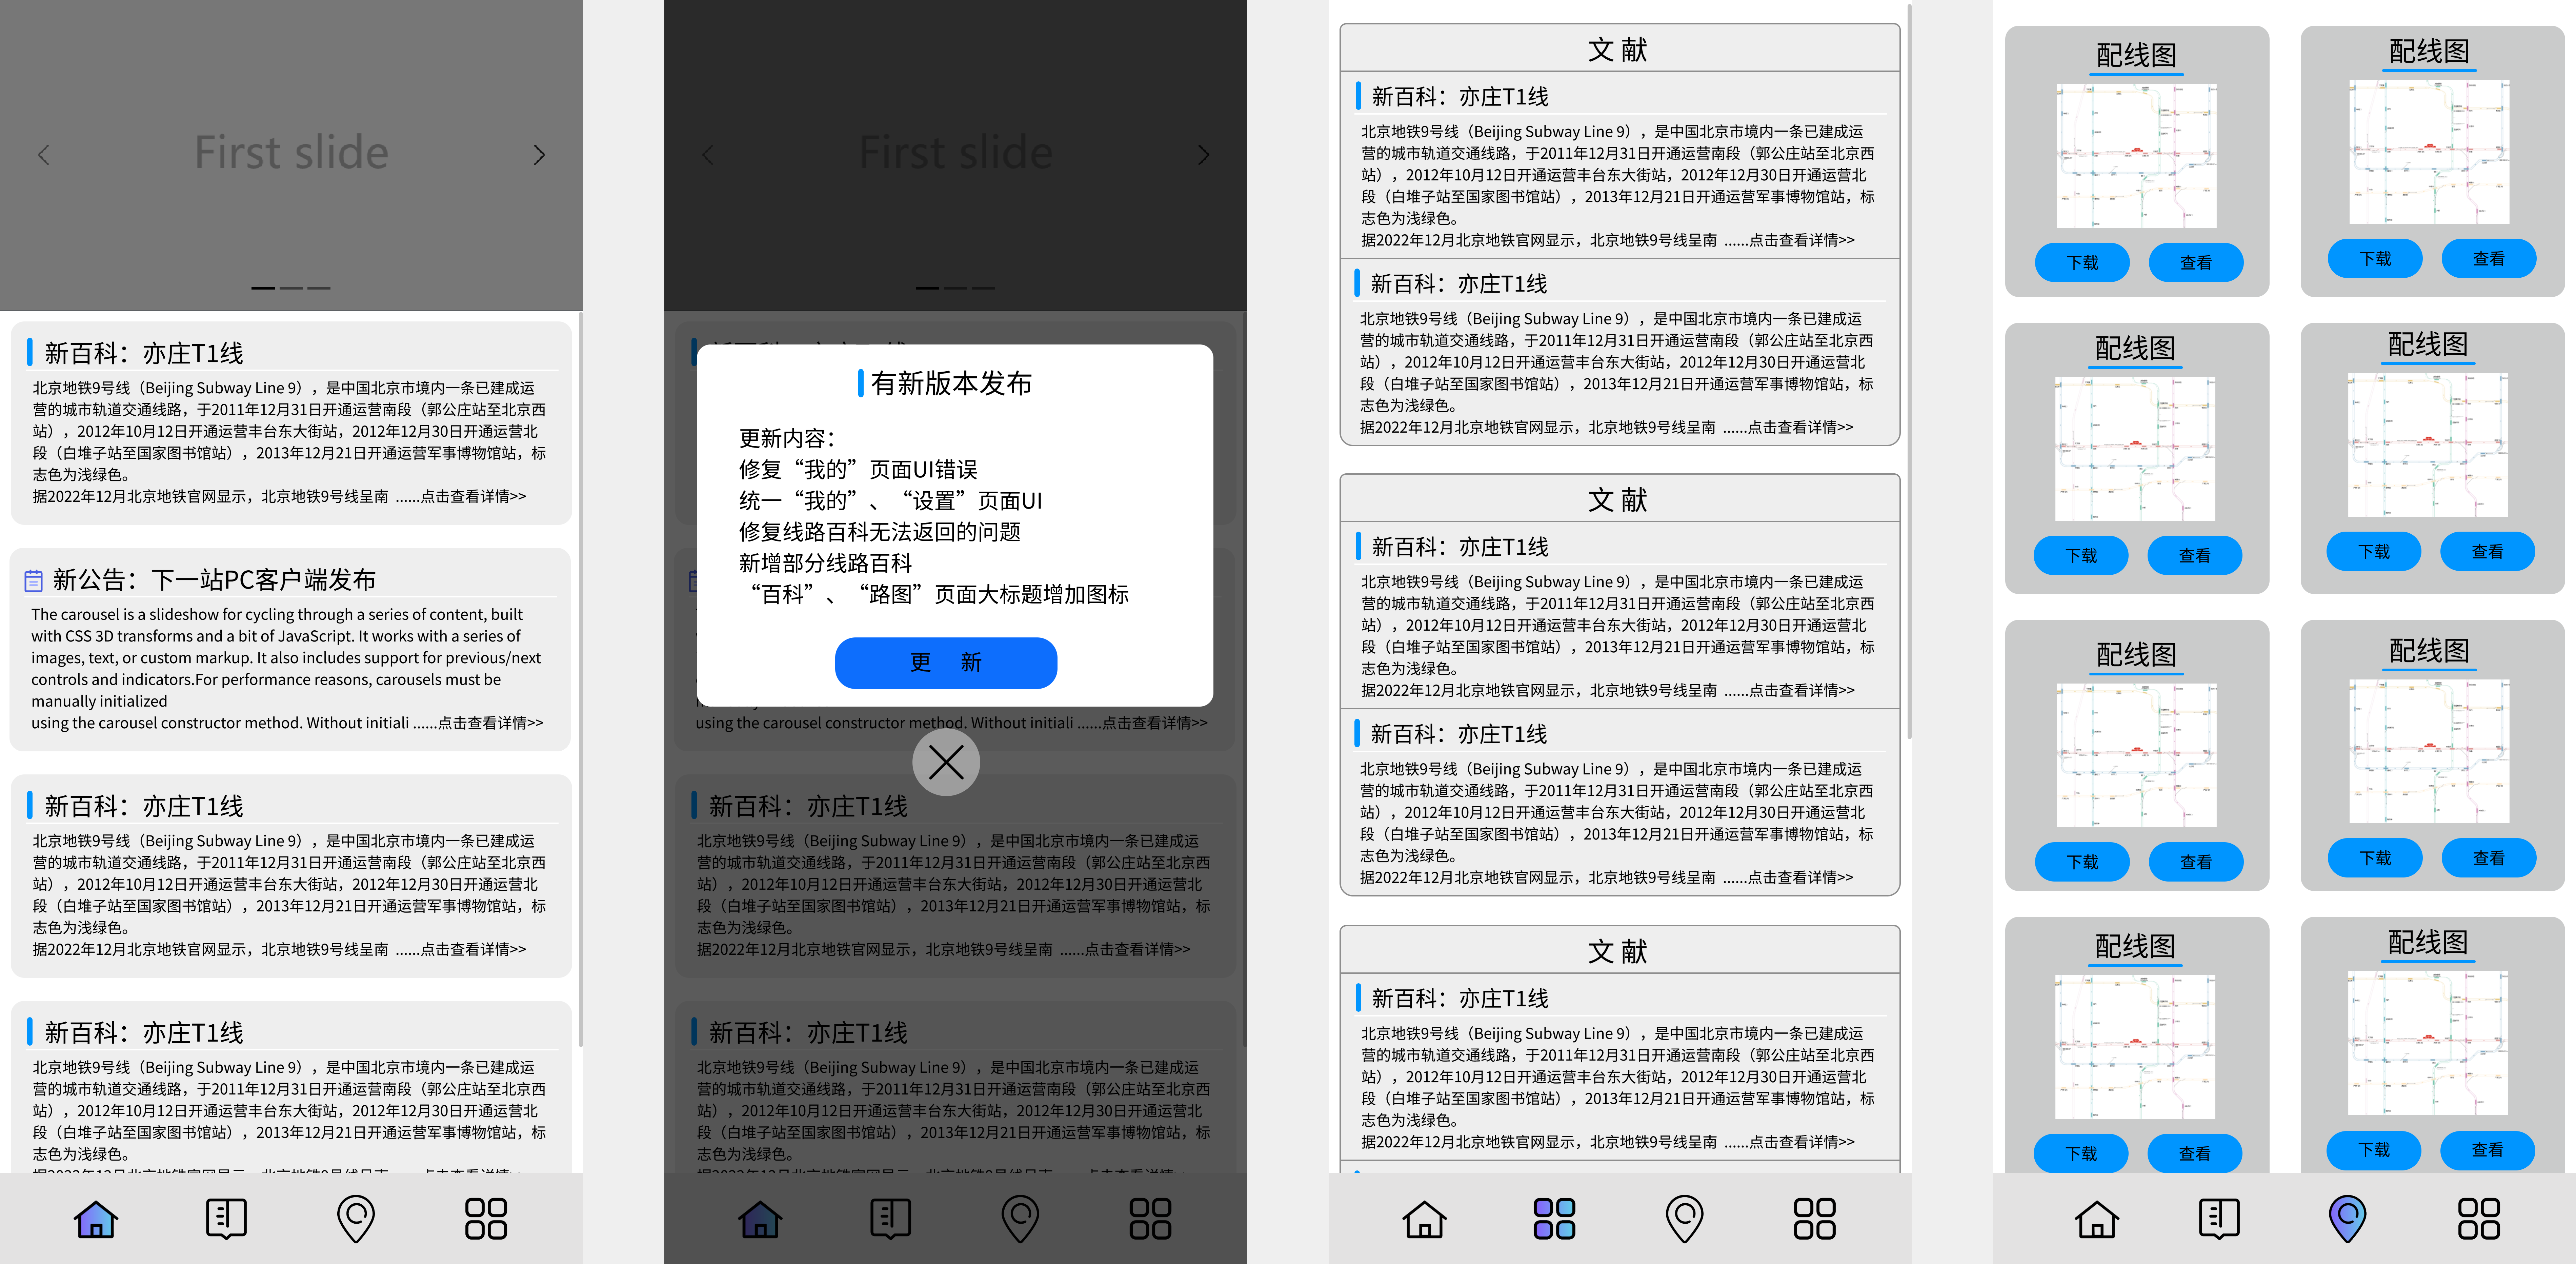 First slide
新百科：亦庄T1线
北京地铁9号线（Beijing Subway Line 9），是中国北京市境内一条已建成运
营的城市轨道交通线路，于2011年12月31日开通运营南段（郭公庄站至北京西
站），2012年10月12日开通运营丰台东大街站，2012年12月30日开通运营北
段（白堆子站至国家图书馆站），2013年12月21日开通运营军事博物馆站，标
志色为浅绿色。
据2022年12月北京地铁官网显示，北京地铁9号线呈南 ......点击查看详情>>
新公告：下一站PC客户端发布
The carousel is a slideshow for cycling through a series of content, built
with CSS 3D transforms and a bit of JavaScript. It works with a series of
images, text, or custom markup. It also includes support for previous/next
controls and indicators.For performance reasons, carousels must be
manually initialized
using the carousel constructor method. Without initiali ......点击查看详情>>
新百科：亦庄T1线
北京地铁9号线（Beijing Subway Line 9），是中国北京市境内一条已建成运
营的城市轨道交通线路，于2011年12月31日开通运营南段（郭公庄站至北京西
站），2012年10月12日开通运营丰台东大街站，2012年12月30日开通运营北
段（白堆子站至国家图书馆站），2013年12月21日开通运营军事博物馆站，标
志色为浅绿色。
据2022年12月北京地铁官网显示，北京地铁9号线呈南 ......点击查看详情>>
新百科：亦庄T1线
北京地铁9号线（Beijing Subway Line 9），是中国北京市境内一条已建成运
营的城市轨道交通线路，于2011年12月31日开通运营南段（郭公庄站至北京西
站），2012年10月12日开通运营丰台东大街站，2012年12月30日开通运营北
段（白堆子站至国家图书馆站），2013年12月21日开通运营军事博物馆站，标
志色为浅绿色。
First slide
有新版本发布
更新内容：
修复“我的”页面UI错误
统一“我的”、“设置”页面UI
修复线路百科无法返回的问题
新增部分线路百科
“百科”、“路图”页面大标题增加图标
更 新
using the carousel constructor method. Without initiali ......点击查看详情>>
新百科：亦庄T1线
北京地铁9号线（Beijing Subway Line 9），是中国北京市境内一条已建成运
营的城市轨道交通线路，于2011年12月31日开通运营南段（郭公庄站至北京西
站），2012年10月12日开通运营丰台东大街站，2012年12月30日开通运营北
段（白堆子站至国家图书馆站），2013年12月21日开通运营军事博物馆站，标
志色为浅绿色。
据2022年12月北京地铁官网显示，北京地铁9号线呈南 ......点击查看详情>>
新百科：亦庄T1线
北京地铁9号线（Beijing Subway Line 9），是中国北京市境内一条已建成运
营的城市轨道交通线路，于2011年12月31日开通运营南段（郭公庄站至北京西
站），2012年10月12日开通运营丰台东大街站，2012年12月30日开通运营北
段（白堆子站至国家图书馆站），2013年12月21日开通运营军事博物馆站，标
志色为浅绿色。
文献
新百科：亦庄T1线
北京地铁9号线（Beijing Subway Line 9），是中国北京市境内一条已建成运
营的城市轨道交通线路，于2011年12月31日开通运营南段（郭公庄站至北京西
站），2012年10月12日开通运营丰台东大街站，2012年12月30日开通运营北
段（白堆子站至国家图书馆站），2013年12月21日开通运营军事博物馆站，标
志色为浅绿色。
据2022年12月北京地铁官网显示，北京地铁9号线呈南 ......点击查看详情>>
新百科：亦庄T1线
北京地铁9号线（Beijing Subway Line 9），是中国北京市境内一条已建成运
营的城市轨道交通线路，于2011年12月31日开通运营南段（郭公庄站至北京西
站），2012年10月12日开通运营丰台东大街站，2012年12月30日开通运营北
段（白堆子站至国家图书馆站），2013年12月21日开通运营军事博物馆站，标
志色为浅绿色。
据2022年12月北京地铁官网显示，北京地铁9号线呈南 ......点击查看详情>>
文献
新百科：亦庄T1线
北京地铁9号线（Beijing Subway Line 9），是中国北京市境内一条已建成运
营的城市轨道交通线路，于2011年12月31日开通运营南段（郭公庄站至北京西
站），2012年10月12日开通运营丰台东大街站，2012年12月30日开通运营北
段（白堆子站至国家图书馆站），2013年12月21日开通运营军事博物馆站，标
志色为浅绿色。
据2022年12月北京地铁官网显示，北京地铁9号线呈南 ......点击查看详情>>
新百科：亦庄T1线
北京地铁9号线（Beijing Subway Line 9），是中国北京市境内一条已建成运
营的城市轨道交通线路，于2011年12月31日开通运营南段（郭公庄站至北京西
站），2012年10月12日开通运营丰台东大街站，2012年12月30日开通运营北
段（白堆子站至国家图书馆站），2013年12月21日开通运营军事博物馆站，标
志色为浅绿色。
据2022年12月北京地铁官网显示，北京地铁9号线呈南 ......点击查看详情>>
文献
新百科：亦庄T1线
北京地铁9号线（Beijing Subway Line 9），是中国北京市境内一条已建成运
营的城市轨道交通线路，于2011年12月31日开通运营南段（郭公庄站至北京西
站），2012年10月12日开通运营丰台东大街站，2012年12月30日开通运营北
段（白堆子站至国家图书馆站），2013年12月21日开通运营军事博物馆站，标
志色为浅绿色。
据2022年12月北京地铁官网显示，北京地铁9号线呈南 ......点击查看详情>>
配线图
下载 查看
配线图
下载 查看
配线图
下载 查看
配线图
下载 查看
配线图
下载 查看
配线图
下载 查看
配线图
下载 查看
配线图
下载 查看